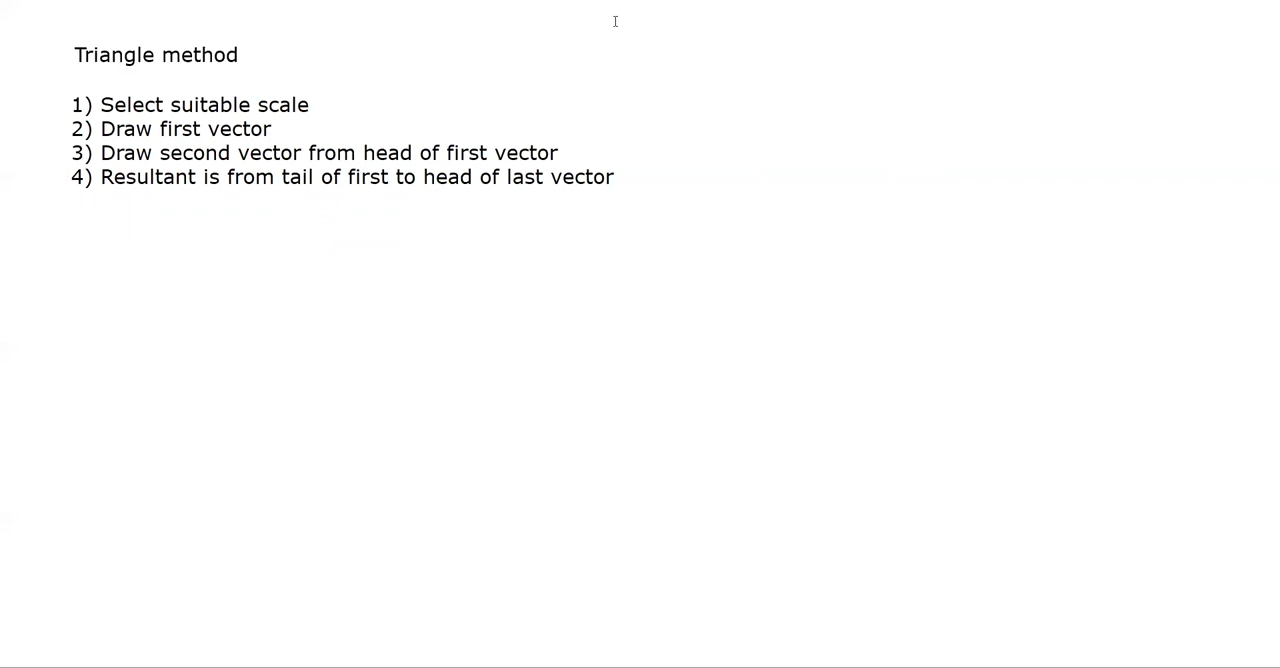 Triangle method
1) Select suitable scale
2) Draw first vector
3) Draw second vector from head of first vector
4) Resultant is from tail of first to head of last vector